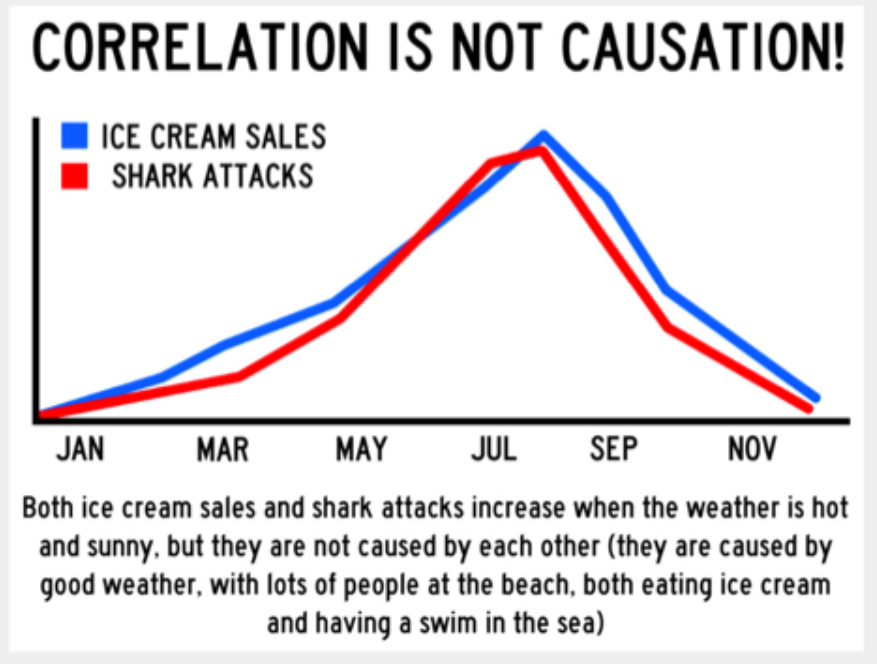 CORRELATION IS NOT CAUSATION!
ICE CREAM SALES
SHARK ATTACKS
JAN MAR MAY JUL SEP NOV
Both ice cream sales and shark attacks increase when the weather is hot
and sunny, but they are not caused by each other (they are caused by
good weather, with lots of people at the beach, both eating ice cream
and having a swim in the sea)